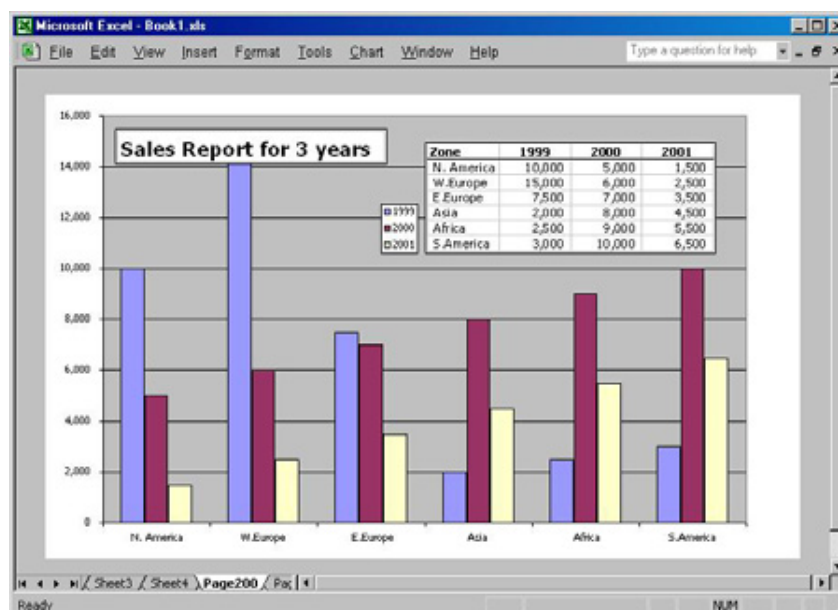 Microsoft Excel - Book1.xls
File Edit View Insert Format Tools Chart Window Help Type a question for help
16,000
Sales Report for 3 years
Zone 1999 2000 2001
N. America 10,000 5,000 1,500
W.Europe 15,000 6,000 2,500
E.Europe 7,500 7,000 3,500
Asia 2,000 8,000 4,500
Africa 2,500 9,000 5,500
S.America 3,000 10,000 6,500
1999
2000
2001
14,000
12,000
10,000
8,000
6,000
4,000
2,000
0
N. America W.Europe E.Europe Asia Africa S.America
Sheet3 Sheet4 Page200
Ready NUM